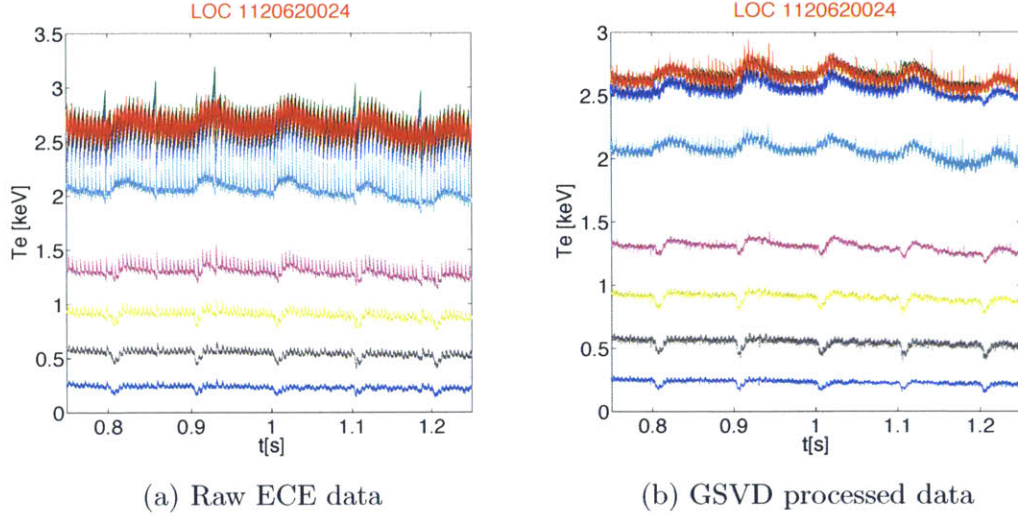 LOC 1120620024
3.5
3
2.5
2
1.5
1
0.5
0
Te [keV]
0.8 0.9 1 1.1 1.2
t[s]
(a) Raw ECE data
LOC 1120620024
3
2.5
2
1.5
1
0.5
0
Te [keV]
0.8 0.9 1 1.1 1.2
t[s]
(b) GSVD processed data